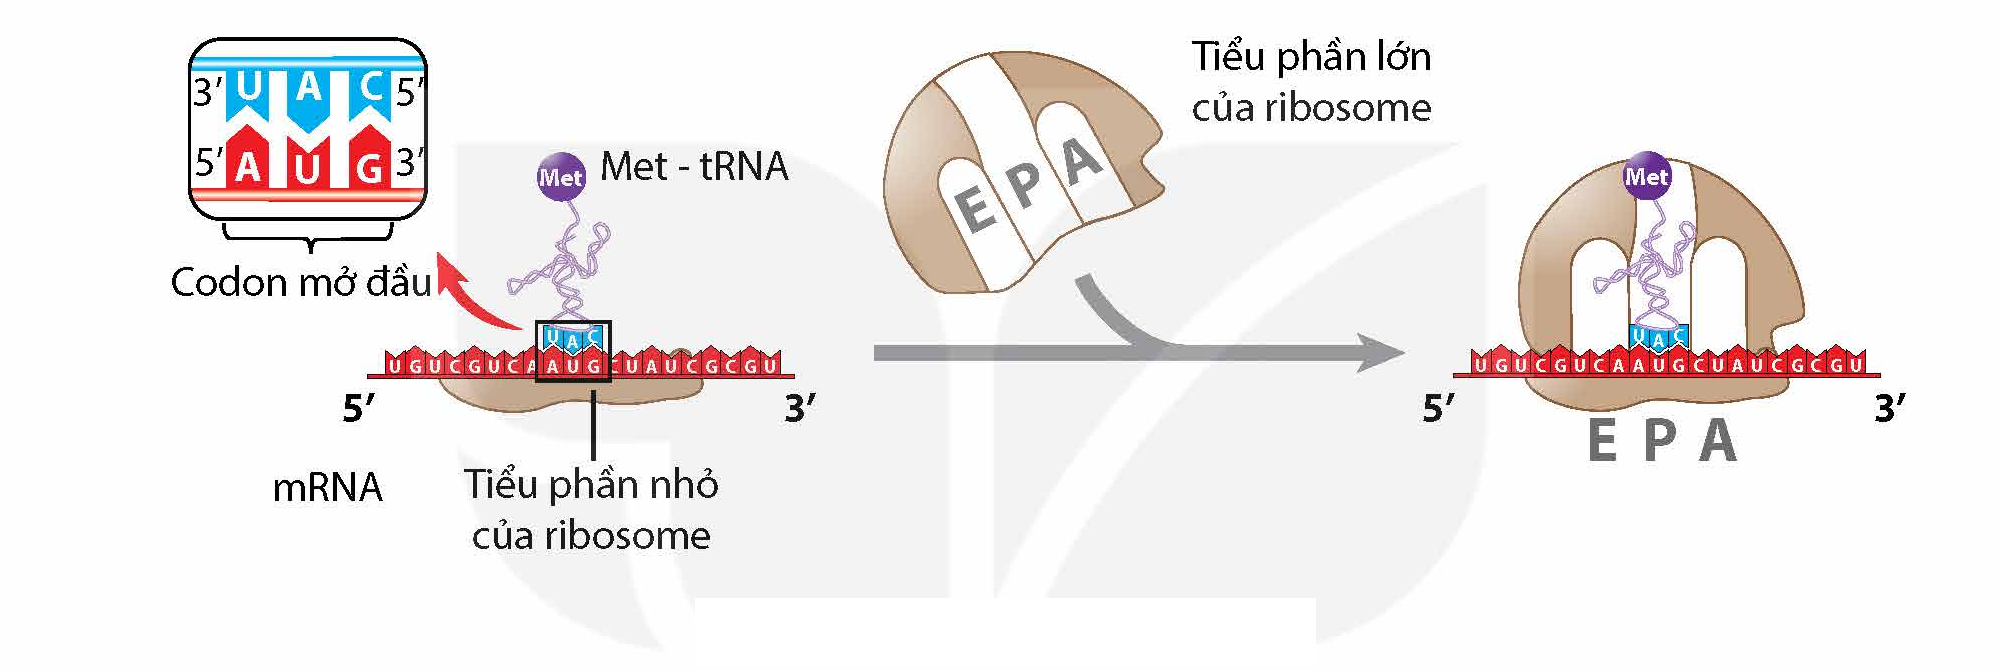 3' U A C 5'
5' A U G 3'
Codon mở đầu
Met
Met - tRNA
U A C
U G U C G U C A A U G C U A U C G C G U
5'
3'
mRNA
Tiểu phần nhỏ
của ribosome
E P A
Tiểu phần lớn
của ribosome
Met
U A C
U G U C G U C A A U G C U A U C G C G U
5'
3'
E P A